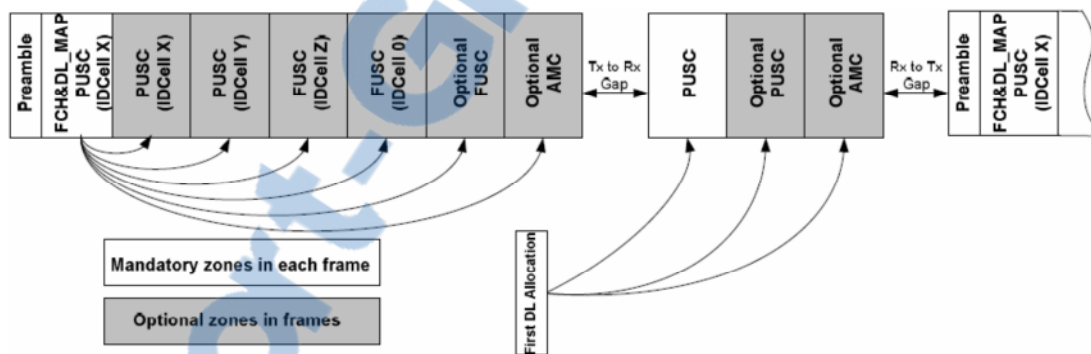 Preamble
FCH&DL_MAP
PUSC
(IDCell X)
PUSC
(IDCell X)
PUSC
(IDCell Y)
FUSC
(IDCell Z)
FUSC
(IDCell 0)
Optional
FUSC
Optional
AMC
Tx to Rx
Gap
PUSC
Optional
PUSC
Optional
AMC
Rx to Tx
Gap
Preamble
FCH&DL_MAP
PUSC
(IDCell X)
Mandatory zones in each frame
Optional zones in frames
First DL Allocation